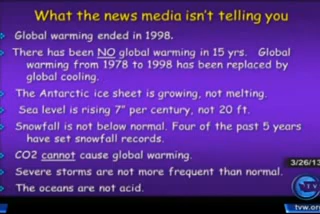 What the news media isn't telling you
Global warming ended in 1998.
There has been NO global warming in 15 yrs. Global
warming from 1978 to 1998 has been replaced by
global cooling.
The Antarctic ice sheet is growing, not melting.
Sea level is rising 7" per century, not 20 ft.
Snowfall is not below normal. Four of the past 5 years
have set snowfall records.
CO2 cannot cause global warming.
3/26/13
Severe storms are not more frequent than normal.
TV
The oceans are not acid.
tvw.org